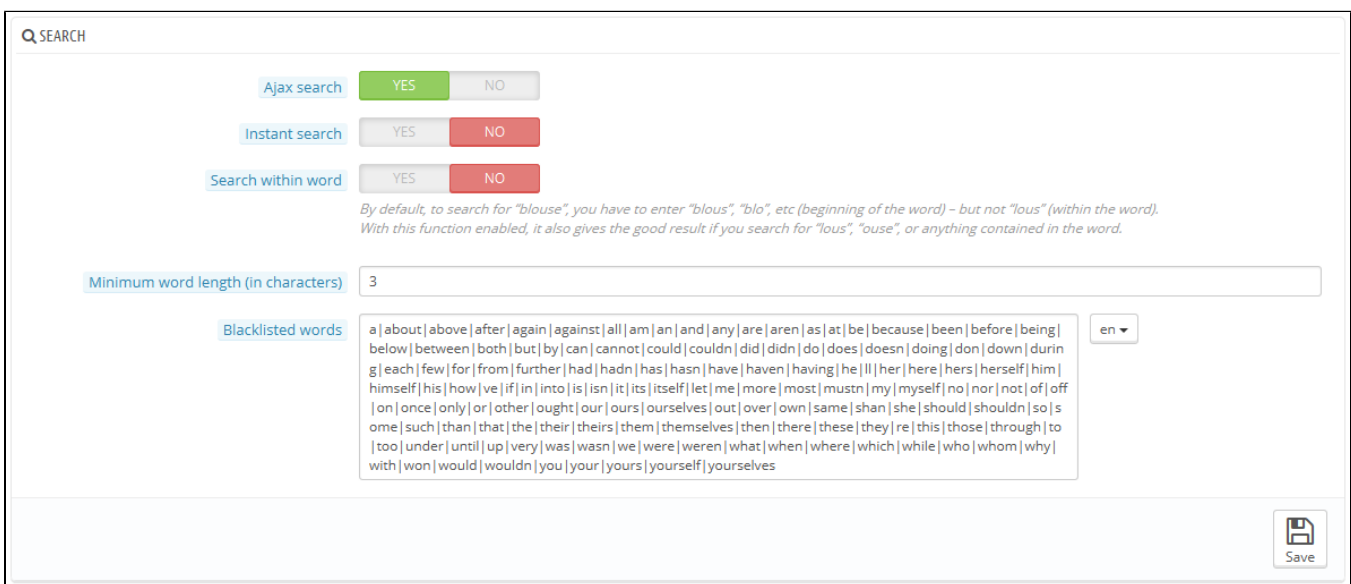 SEARCH
Ajax search YES NO
Instant search YES NO
Search within word YES NO
By default, to search for “blouse”, you have to enter “blous”, “blo”, etc (beginning of the word) – but not “lous” (within the word).
With this function enabled, it also gives the good result if you search for “lous”, “ouse”, or anything contained in the word.
Minimum word length (in characters) 3
Blacklisted words
a|about|above|after|again|against|all|am|an|and|any|are|aren|as|at|be|because|been|before|being|
below|between|both|but|by|can|cannot|could|couldn|did|didn|do|does|doesn|doing|don|down|durin
g|each|few|for|from|further|had|hadn|has|hasn|have|haven|having|he|ll|her|here|hers|herself|him|
himself|his|how|ve|if|in|into|is|isn|it|its|itself|let|me|more|most|mustn|my|myself|no|nor|not|of|off
|on|once|only|or|other|ought|our|ours|ourselves|out|over|own|same|shan|she|should|shouldn|so|s
ome|such|than|that|the|their|theirs|them|themselves|then|there|these|they|re|this|those|through|to
|too|under|until|up|very|was|wasn|we|were|weren|what|when|where|which|while|who|whom|why|
with|won|would|wouldn|you|your|yours|yourself|yourselves
en
Save